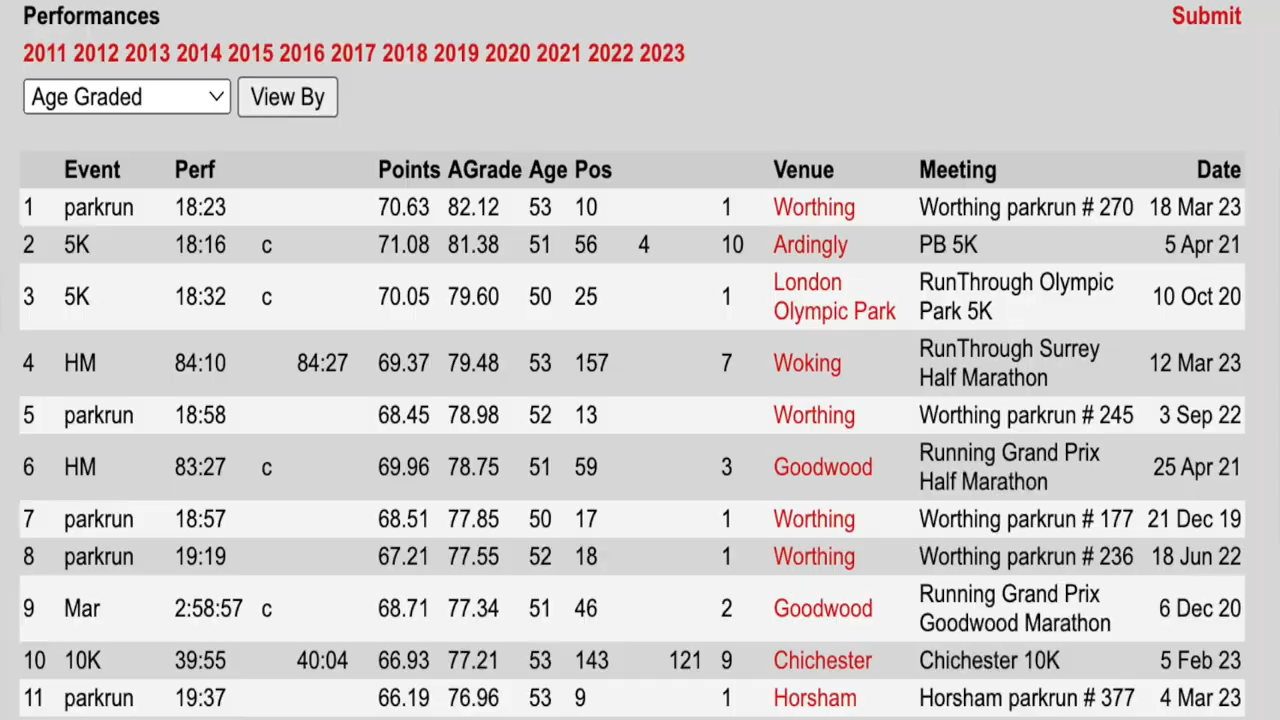 Performances Submit
2011 2012 2013 2014 2015 2016 2017 2018 2019 2020 2021 2022 2023
Age Graded View By
Event Perf Points AGrade Age Pos Venue Meeting Date
1 parkrun 18:23 70.63 82.12 53 10 1 Worthing Worthing parkrun # 270 18 Mar 23
2 5K 18:16 c 71.08 81.38 51 56 4 10 Ardingly PB 5K 5 Apr 21
3 5K 18:32 c 70.05 79.60 50 25 1 London Olympic Park RunThrough Olympic Park 5K 10 Oct 20
4 HM 84:10 84:27 69.37 79.48 53 157 7 Woking RunThrough Surrey Half Marathon 12 Mar 23
5 parkrun 18:58 68.45 78.98 52 13 Worthing Worthing parkrun # 245 3 Sep 22
6 HM 83:27 c 69.96 78.75 51 59 3 Goodwood Running Grand Prix Half Marathon 25 Apr 21
7 parkrun 18:57 68.51 77.85 50 17 1 Worthing Worthing parkrun # 177 21 Dec 19
8 parkrun 19:19 67.21 77.55 52 18 1 Worthing Worthing parkrun # 236 18 Jun 22
9 Mar 2:58:57 c 68.71 77.34 51 46 2 Goodwood Running Grand Prix Goodwood Marathon 6 Dec 20
10 10K 39:55 40:04 66.93 77.21 53 143 121 9 Chichester Chichester 10K 5 Feb 23
11 parkrun 19:37 66.19 76.96 53 9 1 Horsham Horsham parkrun # 377 4 Mar 23